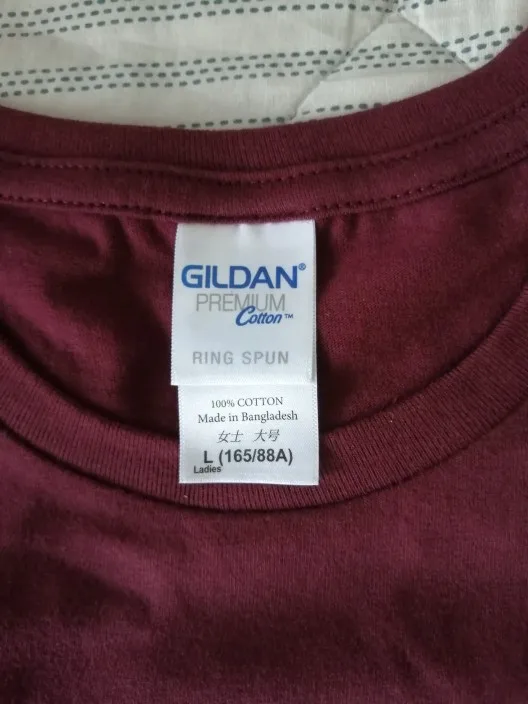 GILDAN®
PREMIUM
Cotton™
RING SPUN
100% COTTON
Made in Bangladesh
女士 大号
L (165/88A)
Ladies